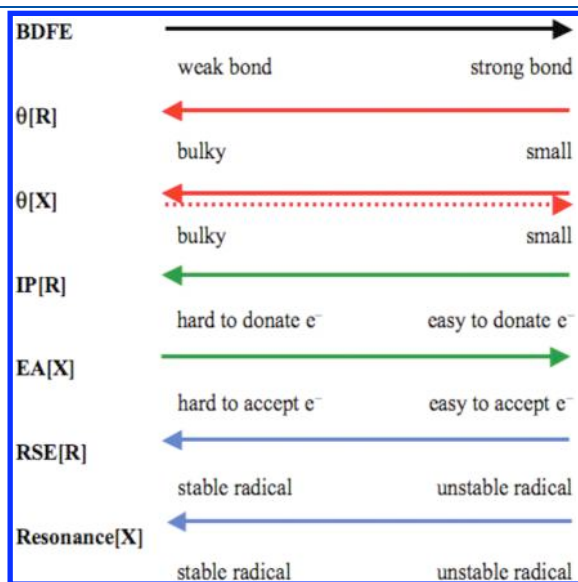 BDFE
weak bond strong bond
θ[R]
bulky small
θ[X]
bulky small
IP[R]
hard to donate e⁻ easy to donate e⁻
EA[X]
hard to accept e⁻ easy to accept e⁻
RSE[R]
stable radical unstable radical
Resonance[X]
stable radical unstable radical